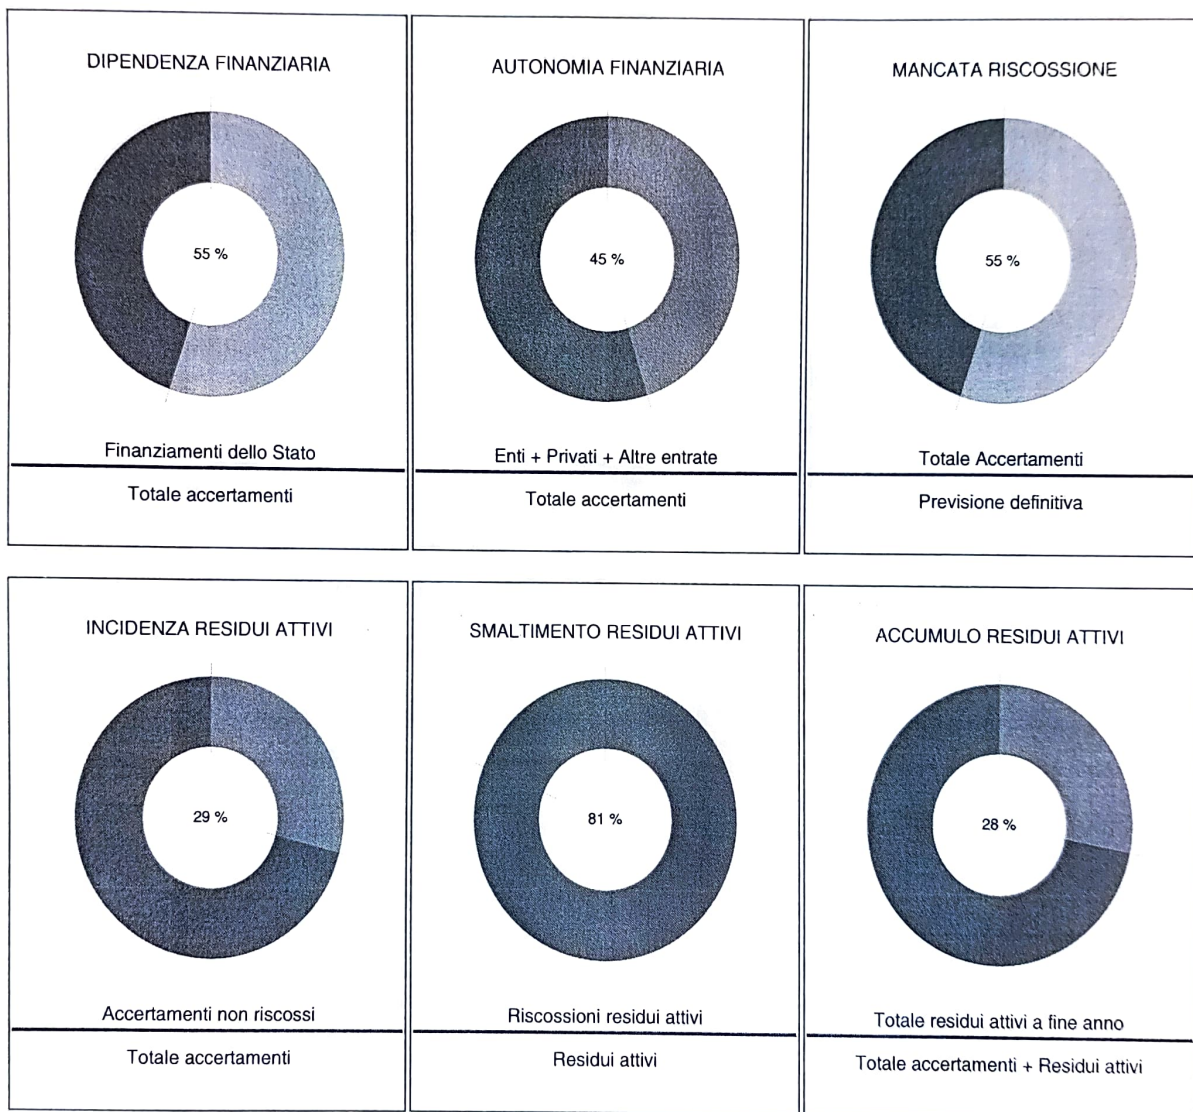 DIPENDENZA FINANZIARIA
55 %
Finanziamenti dello Stato
Totale accertamenti
AUTONOMIA FINANZIARIA
45 %
Enti + Privati + Altre entrate
Totale accertamenti
MANCATA RISCOSSIONE
55 %
Totale Accertamenti
Previsione definitiva
INCIDENZA RESIDUI ATTIVI
29 %
Accertamenti non riscossi
Totale accertamenti
SMALTIMENTO RESIDUI ATTIVI
81 %
Riscossioni residui attivi
Residui attivi
ACCUMULO RESIDUI ATTIVI
28 %
Totale residui attivi a fine anno
Totale accertamenti + Residui attivi